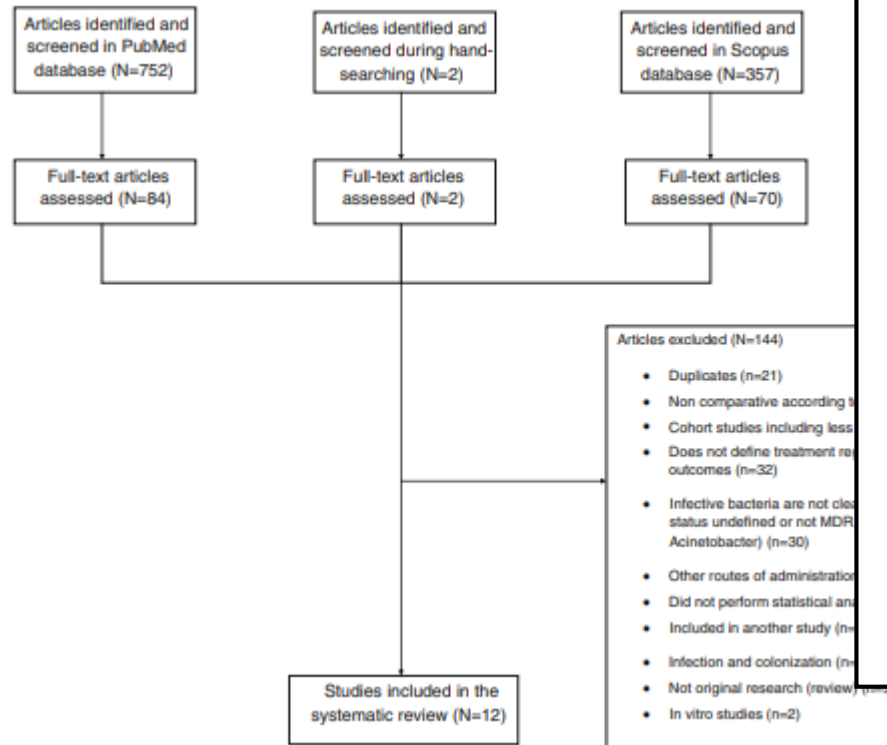 Articles identified and
screened in PubMed
database (N=752)
Articles identified and
screened during hand-
searching (N=2)
Articles identified and
screened in Scopus
database (N=357)
Full-text articles
assessed (N=84)
Full-text articles
assessed (N=2)
Full-text articles
assessed (N=70)
Articles excluded (N=144)
• Duplicates (n=21)
• Non comparative according
• Cohort studies including less
• Does not define treatment
outcomes (n=32)
• Infective bacteria are not
status undefined or not MDR
Acinetobacter) (n=30)
• Other routes of administration
• Did not perform statistical
• Included in another study
• Infection and colonization
• Not original research (review)
• In vitro studies (n=2)
Studies included in the
systematic review (N=12)